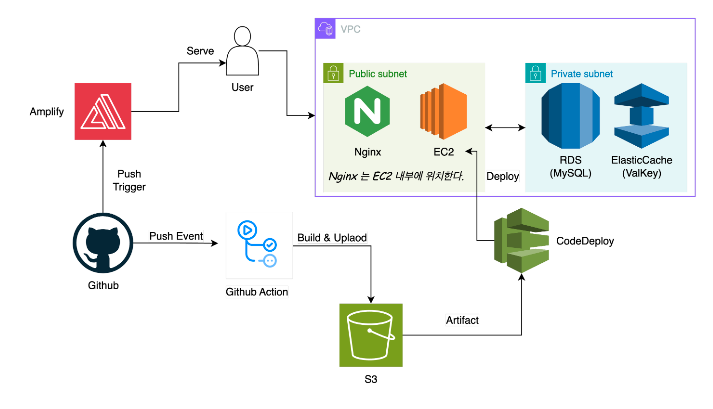 VPC
Serve
User
Public subnet
Private subnet
Amplify
Nginx
EC2
RDS
(MySQL)
ElasticCache
(ValKey)
Nginx 는 EC2 내부에 위치한다.
Push
Trigger
Deploy
Github
Push Event
Github Action
Build & Uplaod
CodeDeploy
Artifact
S3